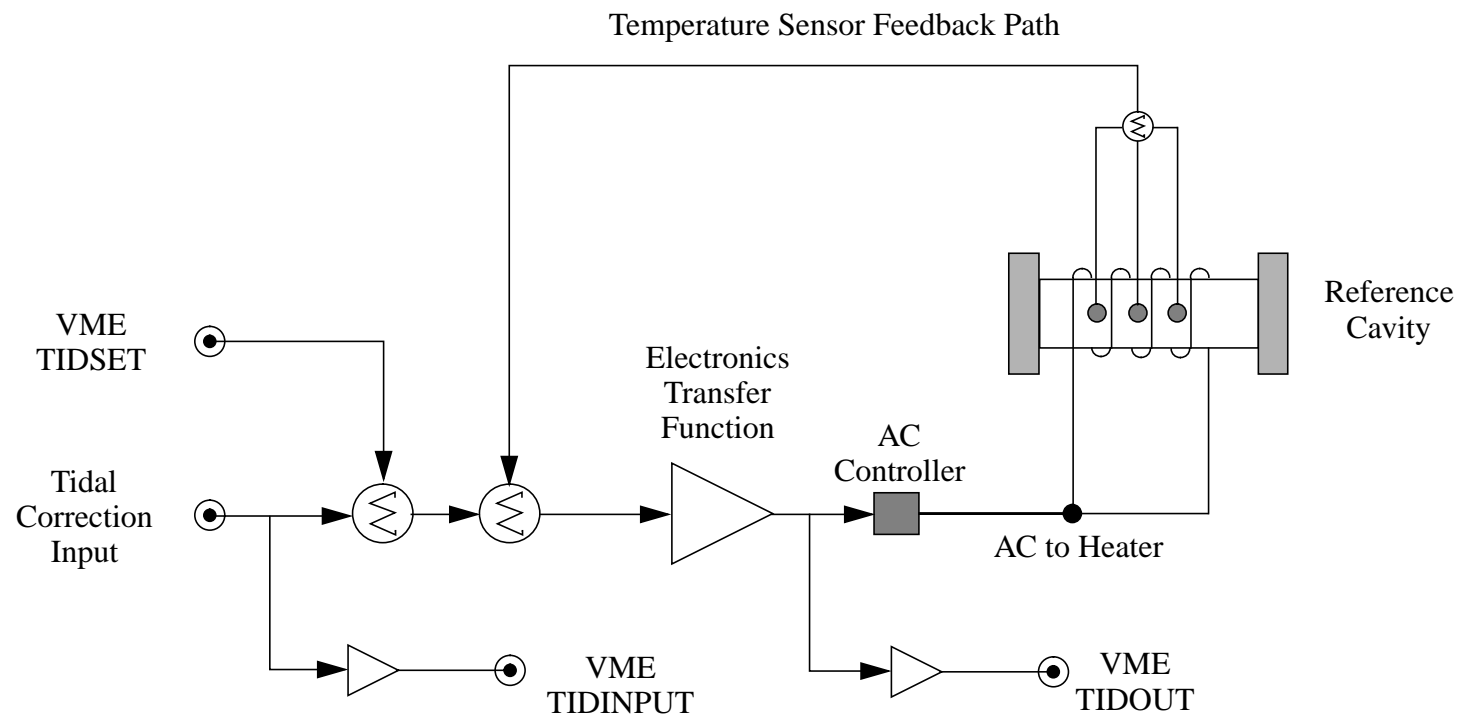 Temperature Sensor Feedback Path
Reference
Cavity
VME
TIDSET
Electronics
Transfer
Function
AC
Controller
Tidal
Correction
Input
AC to Heater
VME
TIDINPUT
VME
TIDOUT